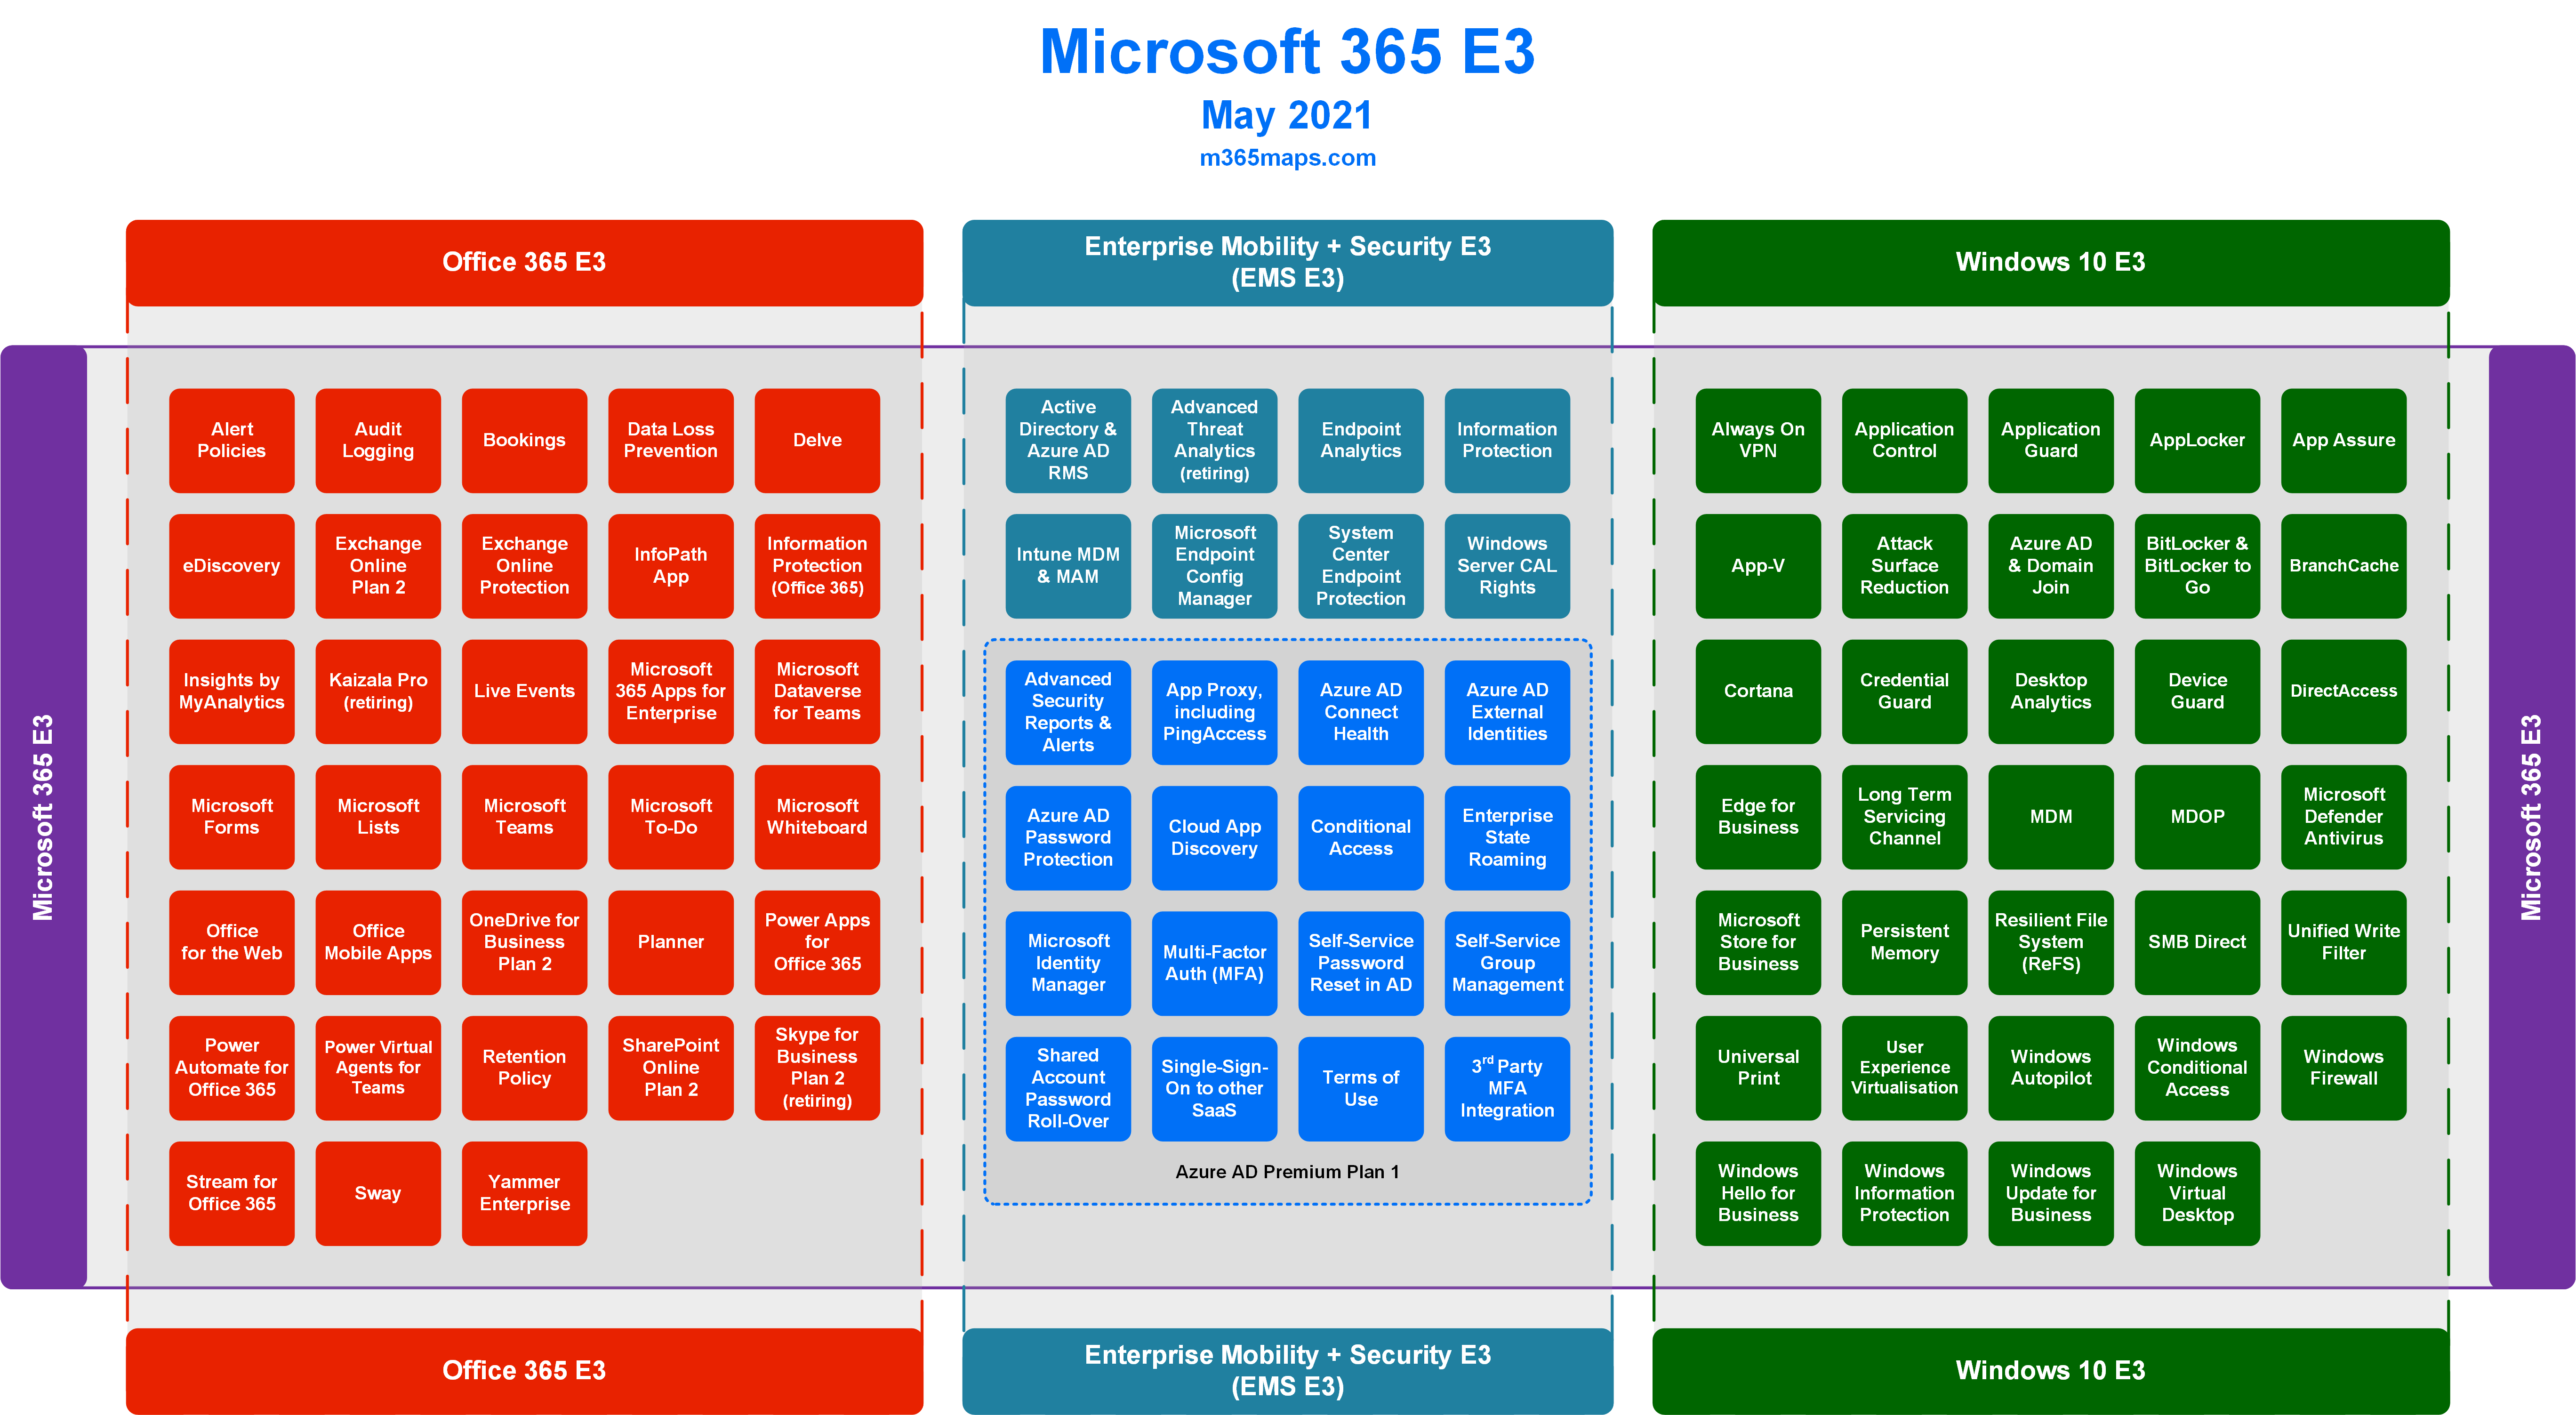 Microsoft 365 E3
May 2021
m365maps.com
Office 365 E3
Enterprise Mobility + Security E3
(EMS E3)
Windows 10 E3
Microsoft 365 E3
Alert
Policies
Audit
Logging
Bookings
Data Loss
Prevention
Delve
eDiscovery
Exchange
Online
Plan 2
Exchange
Online
Protection
InfoPath
App
Information
Protection
(Office 365)
Insights by
MyAnalytics
Kaizala Pro
(retiring)
Live Events
Microsoft
365 Apps for
Enterprise
Microsoft
Dataverse
for Teams
Microsoft
Forms
Microsoft
Lists
Microsoft
Teams
Microsoft
To-Do
Microsoft
Whiteboard
Office
for the Web
Office
Mobile Apps
OneDrive for
Business
Plan 2
Planner
Power Apps
for
Office 365
Power
Automate for
Office 365
Power Virtual
Agents for
Teams
Retention
Policy
SharePoint
Online
Plan 2
Skype for
Business
Plan 2
(retiring)
Stream for
Office 365
Sway
Yammer
Enterprise
Active
Directory &
Azure AD
RMS
Advanced
Threat
Analytics
(retiring)
Endpoint
Analytics
Information
Protection
Intune MDM
& MAM
Microsoft
Endpoint
Config
Manager
System
Center
Endpoint
Protection
Windows
Server CAL
Rights
Advanced
Security
Reports &
Alerts
App Proxy,
including
PingAccess
Azure AD
Connect
Health
Azure AD
External
Identities
Azure AD
Password
Protection
Cloud App
Discovery
Conditional
Access
Enterprise
State
Roaming
Microsoft
Identity
Manager
Multi-Factor
Auth (MFA)
Self-Service
Password
Reset in AD
Self-Service
Group
Management
Shared
Account
Password
Roll-Over
Single-Sign-
On to other
SaaS
Terms of
Use
3rd Party
MFA
Integration
Azure AD Premium Plan 1
Always On
VPN
Application
Control
Application
Guard
AppLocker
App Assure
App-V
Attack
Surface
Reduction
Azure AD
& Domain
Join
BitLocker &
BitLocker to
Go
BranchCache
Cortana
Credential
Guard
Desktop
Analytics
Device
Guard
DirectAccess
Edge for
Business
Long Term
Servicing
Channel
MDM
MDOP
Microsoft
Defender
Antivirus
Microsoft
Store for
Business
Persistent
Memory
Resilient File
System
(ReFS)
SMB Direct
Unified Write
Filter
Universal
Print
User
Experience
Virtualisation
Windows
Autopilot
Windows
Conditional
Access
Windows
Firewall
Windows
Hello for
Business
Windows
Information
Protection
Windows
Update for
Business
Windows
Virtual
Desktop
Microsoft 365 E3
Office 365 E3
Enterprise Mobility + Security E3
(EMS E3)
Windows 10 E3